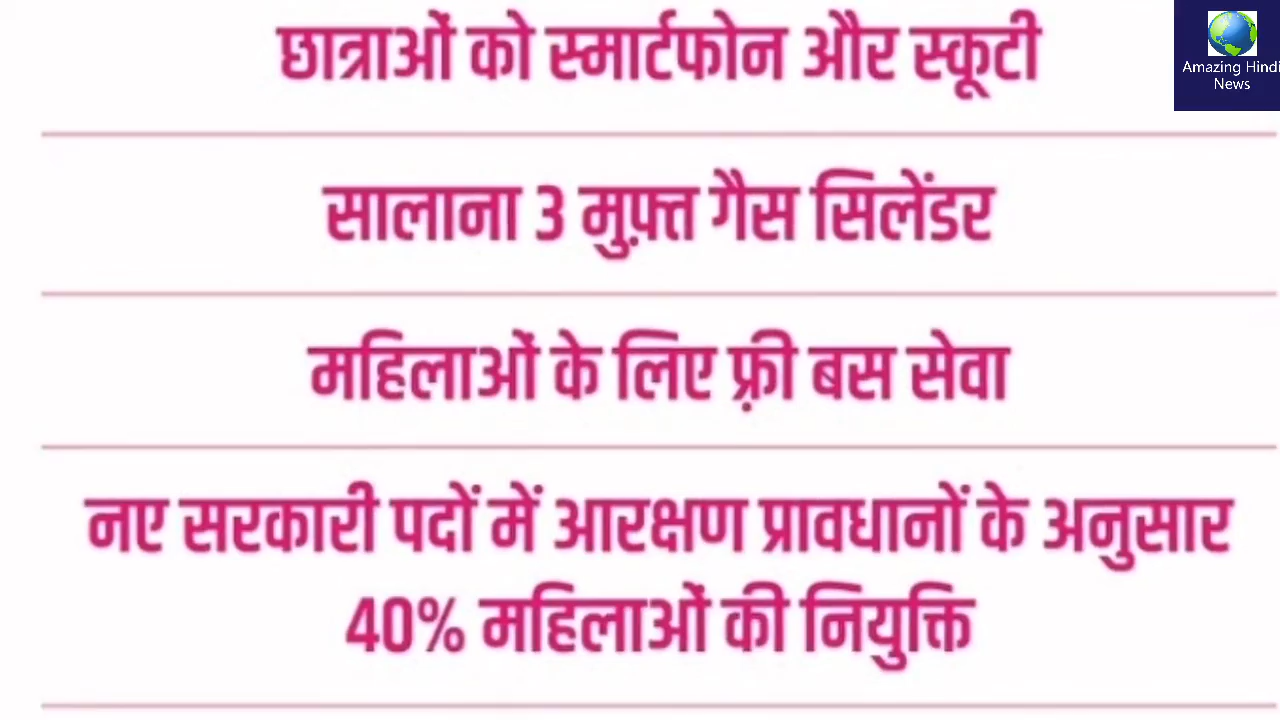 छात्राओं को स्मार्टफोन और स्कूटी
Amazing Hindi
News
सालाना 3 मुफ़्त गैस सिलेंडर
महिलाओं के लिए फ़्री बस सेवा
नए सरकारी पदों में आरक्षण प्रावधानों के अनुसार
40% महिलाओं की नियुक्ति